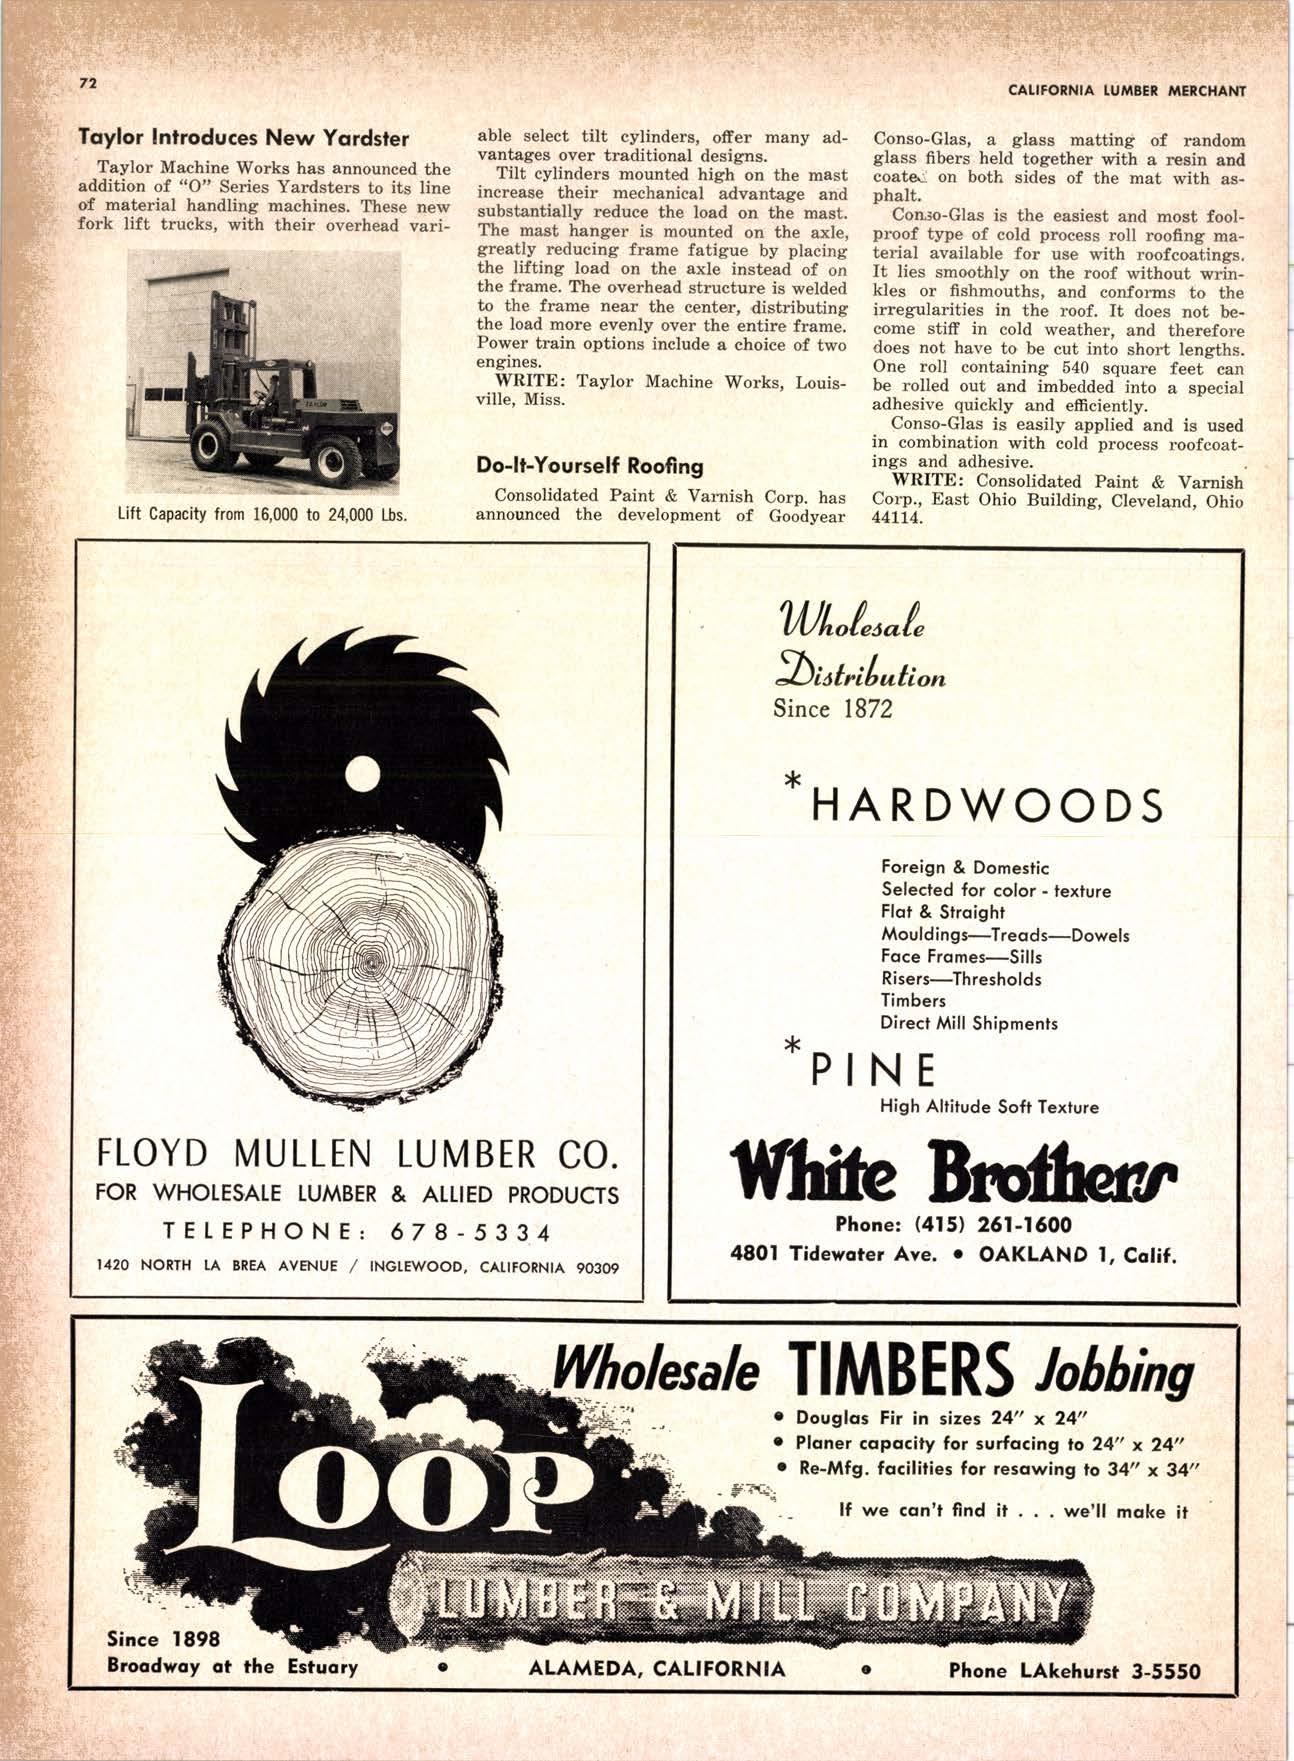 72
CALIFORNIA LUMBER MERCHANT
Taylor Introduces New Yardster
Taylor Machine Works has announced the
addition of “O” Series Yardsters to its line
of material handling machines. These new
fork lift trucks, with their overhead vari-
TAYLOR
Lift Capacity from 16,000 to 24,000 Lbs.
able select tilt cylinders, offer many ad-
vantages over traditional designs.
Tilt cylinders mounted high on the mast
increase their mechanical advantage and
substantially reduce the load on the mast.
The mast hanger is mounted on the axle,
greatly reducing frame fatigue by placing
the lifting load on the axle instead of on
the frame. The overhead structure is welded
to the frame near the center, distributing
the load more evenly over the entire frame.
Power train options include a choice of two
engines.
WRITE: Taylor Machine Works, Louis-
ville, Miss.
Do-It-Yourself Roofing
Consolidated Paint & Varnish Corp. has
announced the development of Goodyear
Conso-Glas, a glass matting of random
glass fibers held together with a resin and
coated on both sides of the mat with as-
phalt.
Conso-Glas is the easiest and most fool-
proof type of cold process roll roofing ma-
terial available for use with roofcoatings.
It lies smoothly on the roof without wrin-
kles or fishmouths, and conforms to the
irregularities in the roof. It does not be-
come stiff in cold weather, and therefore
does not have to be cut into short lengths.
One roll containing 540 square feet can
be rolled out and imbedded into a special
adhesive quickly and efficiently.
Conso-Glas is easily applied and is used
in combination with cold process roofcoat-
ings and adhesive.
WRITE: Consolidated Paint & Varnish
Corp., East Ohio Building, Cleveland, Ohio
44114.
FLOYD MULLEN LUMBER CO.
FOR WHOLESALE LUMBER & ALLIED PRODUCTS
TELEPHONE: 678-5334
1420 NORTH LA BREA AVENUE / INGLEWOOD, CALIFORNIA 90309
Wholesale
Distribution
Since 1872
*HARDWOODS
Foreign & Domestic
Selected for color - texture
Flat & Straight
Mouldings—Treads—Dowels
Face Frames—Sills
Risers—Thresholds
Timbers
Direct Mill Shipments
*PINE
High Altitude Soft Texture
White Brothers
Phone: (415) 261-1600
4801 Tidewater Ave. • OAKLAND 1, Calif.
Wholesale TIMBERS Jobbing
• Douglas Fir in sizes 24″ x 24″
• Planer capacity for surfacing to 24″ x 24″
• Re-Mfg. facilities for resawing to 34″ x 34″
If we can't find it . . . we'll make it
LOOP
LUMBER & MILL COMPANY
Since 1898
Broadway at the Estuary • ALAMEDA, CALIFORNIA • Phone LAkehurst 3-5550